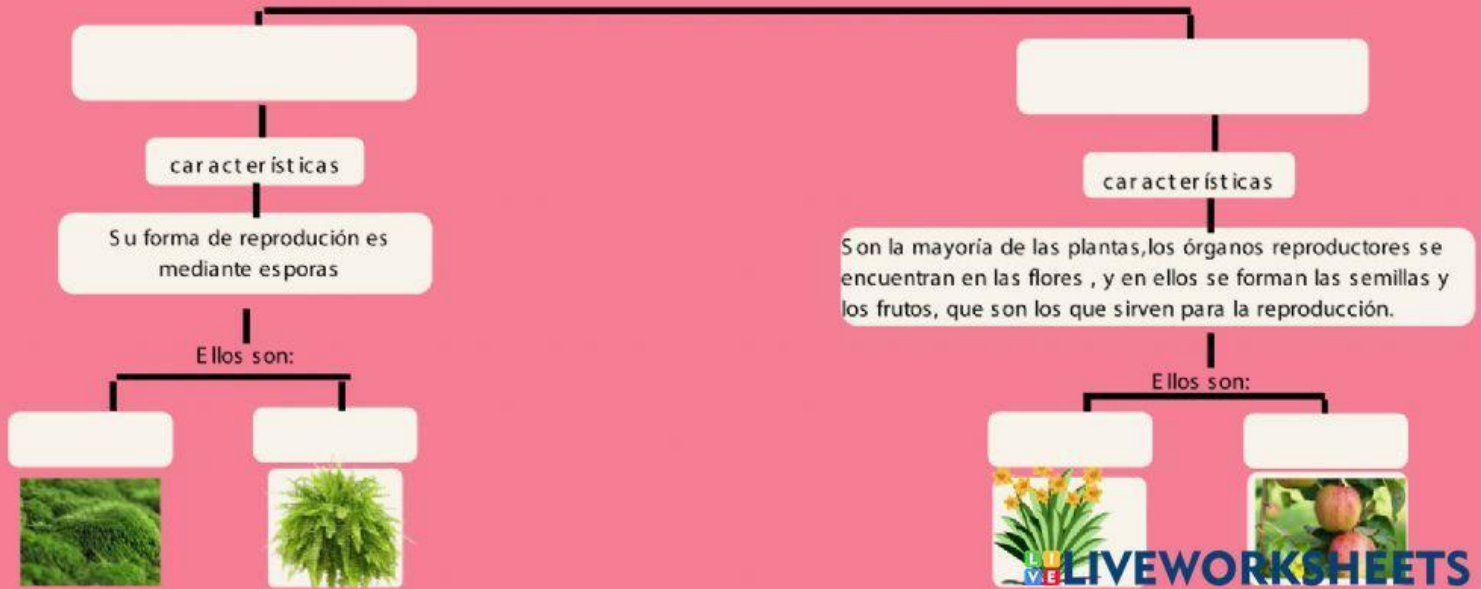 características
Su forma de reprodución es
mediante esporas
Ellos son:
características
Son la mayoría de las plantas,los órganos reproductores se
encuentran en las flores , y en ellos se forman las semillas y
los frutos, que son los que sirven para la reproducción.
Ellos son:
LIVE LIVEWORKSHEETS